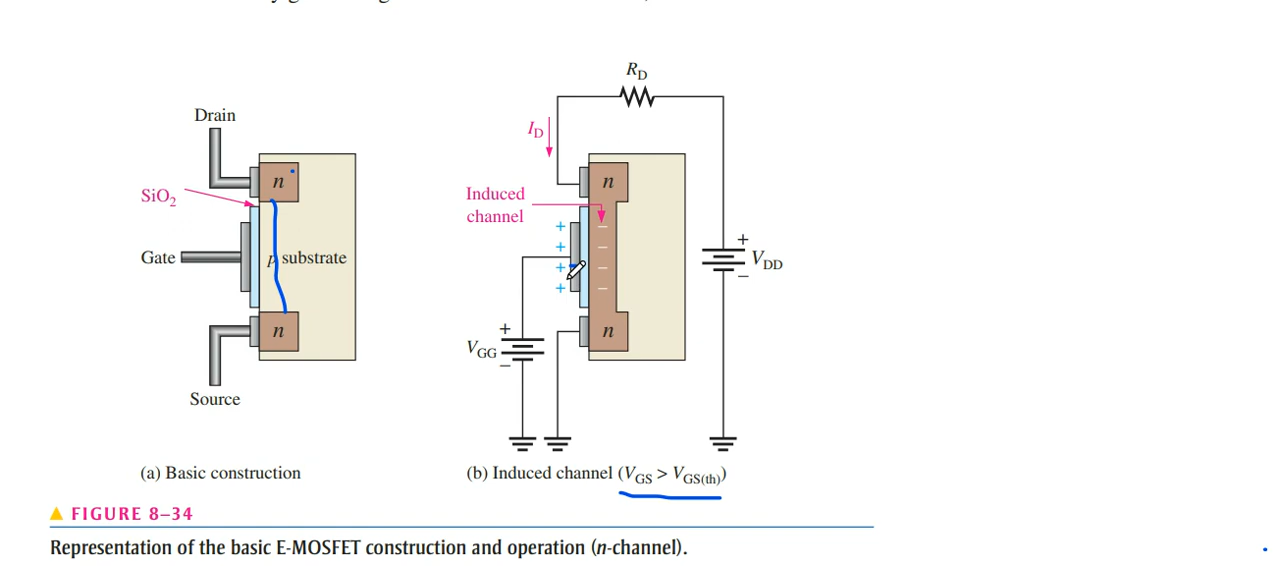 Drain
n
SiO2
Gate
p substrate
n
Source
(a) Basic construction
RD
ID
Induced
channel
n
+
+
+
+
−
−
−
−
+
VDD
−
n
+
VGG
−
(b) Induced channel (VGS > VGS(th))
▲ FIGURE 8–34
Representation of the basic E-MOSFET construction and operation (n-channel).